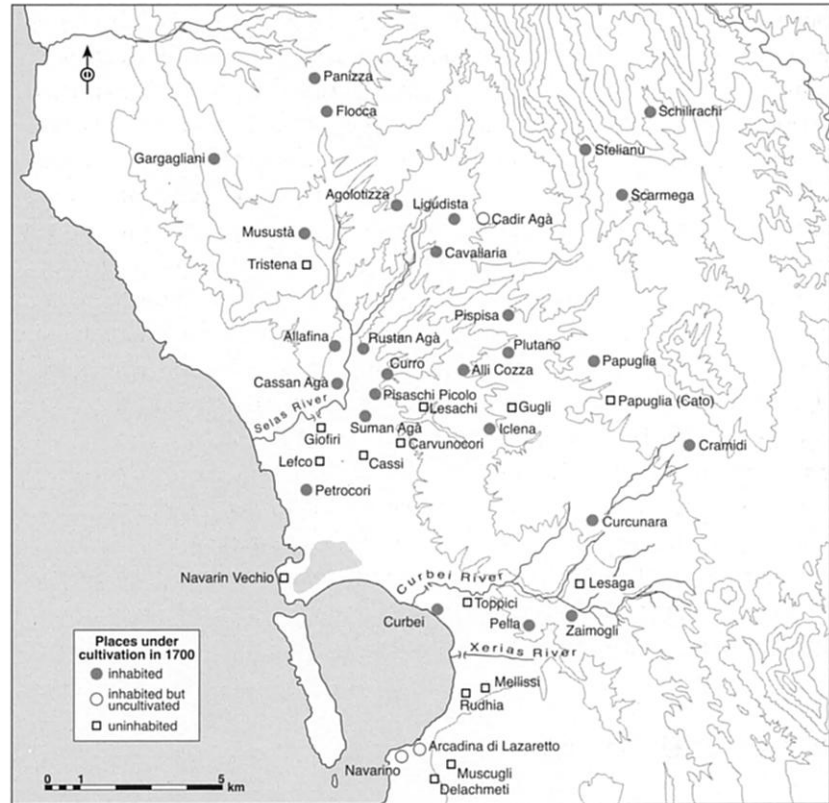 Panizza
Flocca
Schilirachi
Gargagliani
Stelianù
Agolotizza
Ligudista
Scarmega
Cadir Agà
Musustà
Cavallaria
Tristena
Pispisa
Allafina
Rustan Agà
Plutano
Curro
Alli Cozza
Papuglia
Cassan Agà
Pisaschi Picolo
Selas River
Lesachi
Gugli
Papuglia (Cato)
Giofiri
Suman Agà
Iclena
Carvunocori
Cramidi
Lefco
Cassi
Petrocori
Curcunara
Navarin Vechio
Curbei River
Lesaga
Toppici
Curbei
Pella
Zaimogli
Xerias River
Places under
cultivation in 1700
inhabited
inhabited but
uncultivated
uninhabited
Mellissi
Rudhia
Arcadina di Lazaretto
Navarino
Muscugli
Delachmeti
0 1 5
km